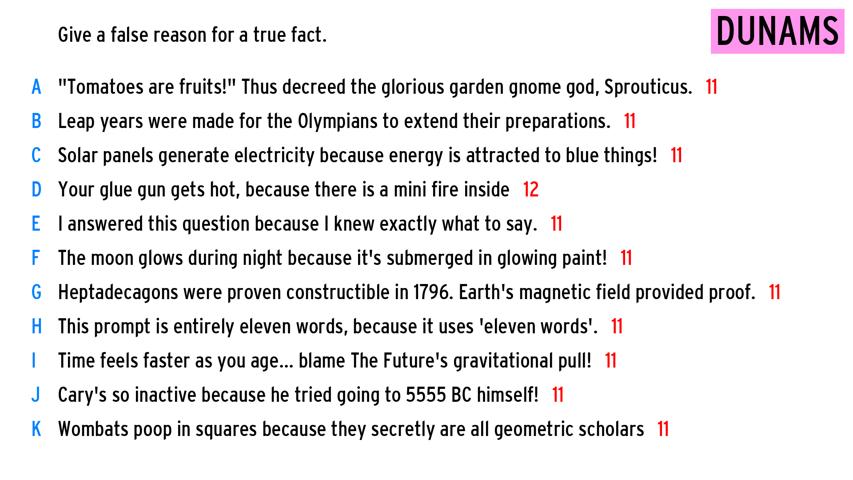 Give a false reason for a true fact.
DUNAMS
A "Tomatoes are fruits!" Thus decreed the glorious garden gnome god, Sprouticus. 11
B Leap years were made for the Olympians to extend their preparations. 11
C Solar panels generate electricity because energy is attracted to blue things! 11
D Your glue gun gets hot, because there is a mini fire inside 12
E I answered this question because I knew exactly what to say. 11
F The moon glows during night because it's submerged in glowing paint! 11
G Heptadecagons were proven constructible in 1796. Earth's magnetic field provided proof. 11
H This prompt is entirely eleven words, because it uses 'eleven words'. 11
I Time feels faster as you age... blame The Future's gravitational pull! 11
J Cary's so inactive because he tried going to 5555 BC himself! 11
K Wombats poop in squares because they secretly are all geometric scholars 11